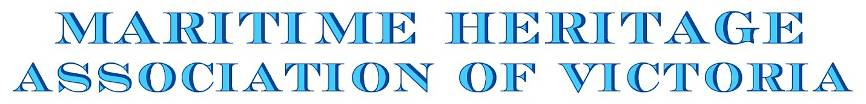 MARITIME HERITAGE
ASSOCIATION OF VICTORIA